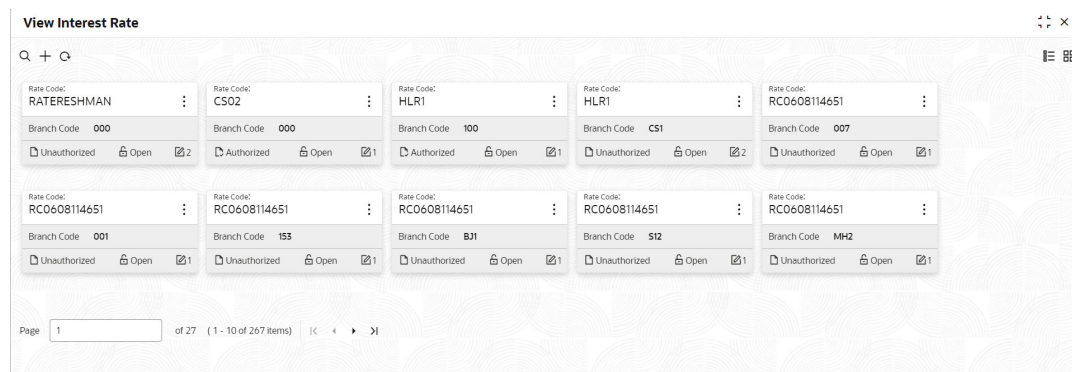 View Interest Rate
Rate Code: Rate Code: Rate Code: Rate Code: Rate Code:
RATERESHMAN CS02 HLR1 HLR1 RC0608114651
Branch Code 000 Branch Code 000 Branch Code 100 Branch Code CS1 Branch Code 007
Unauthorized Open 2 Authorized Open 1 Authorized Open 1 Unauthorized Open 2 Unauthorized Open 1
Rate Code: Rate Code: Rate Code: Rate Code: Rate Code:
RC0608114651 RC0608114651 RC0608114651 RC0608114651 RC0608114651
Branch Code 001 Branch Code 153 Branch Code BJ1 Branch Code S12 Branch Code MH2
Unauthorized Open 1 Unauthorized Open 1 Unauthorized Open 1 Unauthorized Open 1 Unauthorized Open 1
Page 1 of 27 (1 - 10 of 267 items)